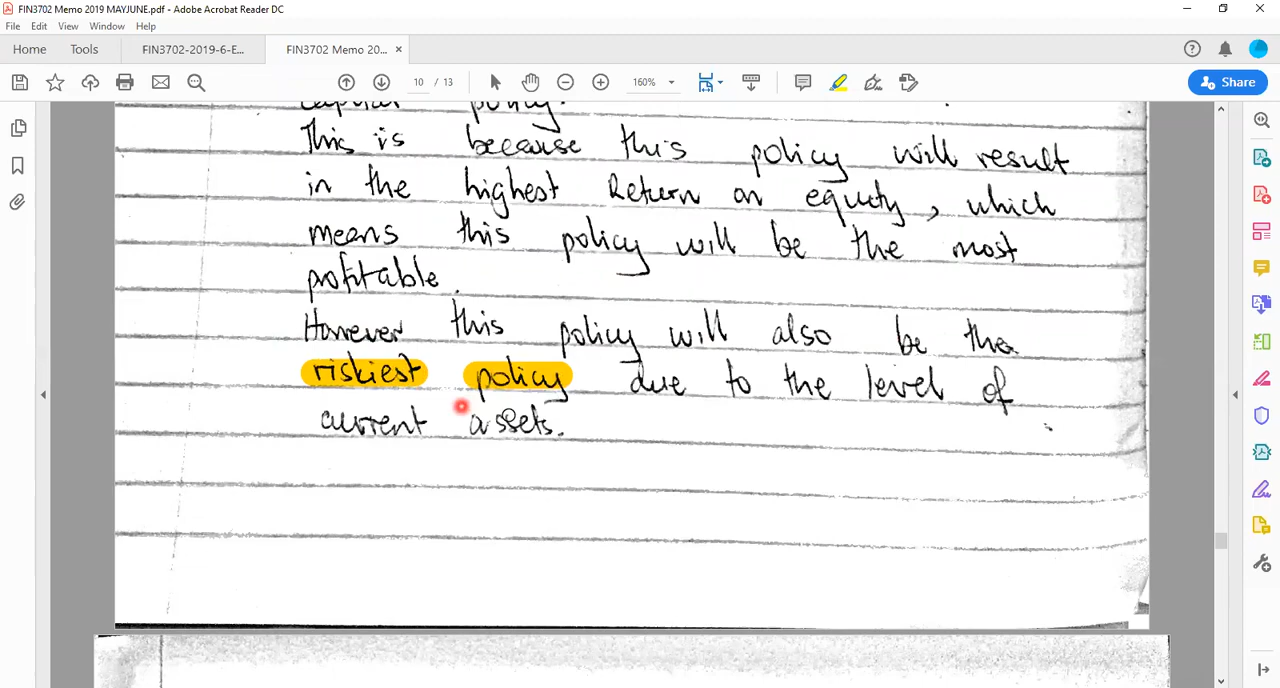 FIN3702 Memo 2019 MAYJUNE.pdf - Adobe Acrobat Reader DC
File Edit View Window Help
Home Tools FIN3702-2019-6-E... FIN3702 Memo 20... ×
10 / 13 160% Share
capital policy.
This is because this policy will result
in the highest Return on equity, which
means this policy will be the most
profitable.
However this policy will also be the
riskiest policy due to the level of
current assets.